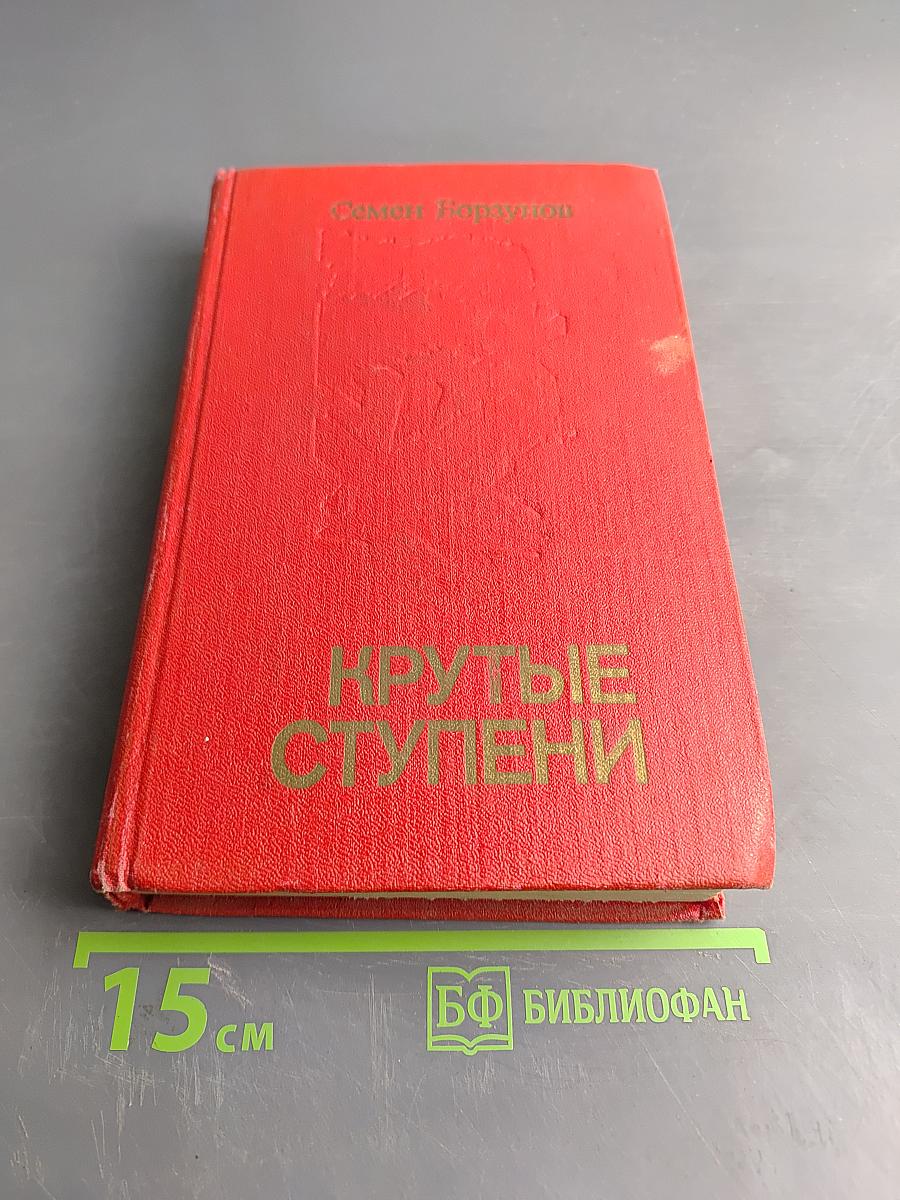 Семен Борзунов
КРУТЫЕ
СТУПЕНИ
15 см
БФ БИБЛИОФАН